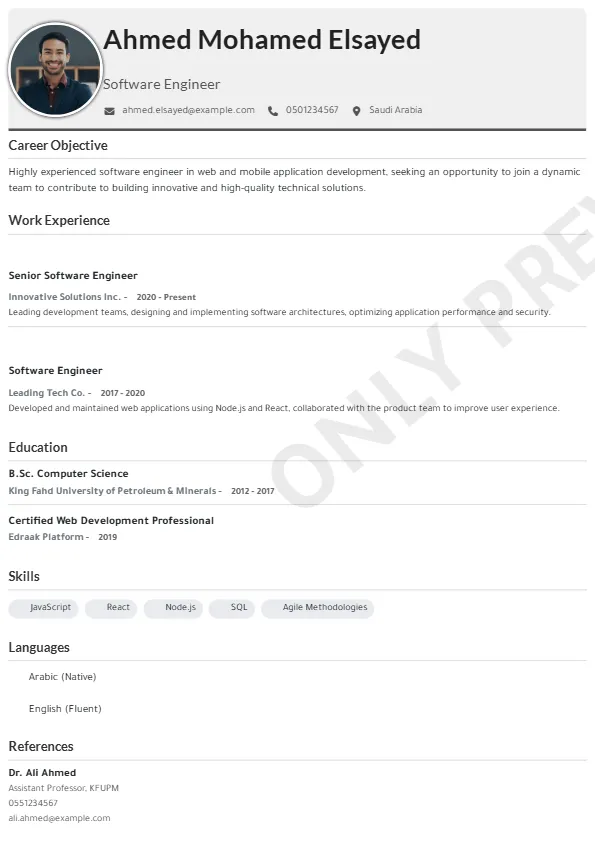 Ahmed Mohamed Elsayed
Software Engineer
ahmed.elsayed@example.com 0501234567 Saudi Arabia
Career Objective
Highly experienced software engineer in web and mobile application development, seeking an opportunity to join a dynamic
team to contribute to building innovative and high-quality technical solutions.
Work Experience
Senior Software Engineer
Innovative Solutions Inc. - 2020 - Present
Leading development teams, designing and implementing software architectures, optimizing application performance and security.
Software Engineer
Leading Tech Co. - 2017 - 2020
Developed and maintained web applications using Node.js and React, collaborated with the product team to improve user experience.
Education
B.Sc. Computer Science
King Fahd University of Petroleum & Minerals - 2012 - 2017
Certified Web Development Professional
Edraak Platform - 2019
Skills
JavaScript React Node.js SQL Agile Methodologies
Languages
Arabic (Native)
English (Fluent)
References
Dr. Ali Ahmed
Assistant Professor, KFUPM
0551234567
ali.ahmed@example.com
ONLY PREV